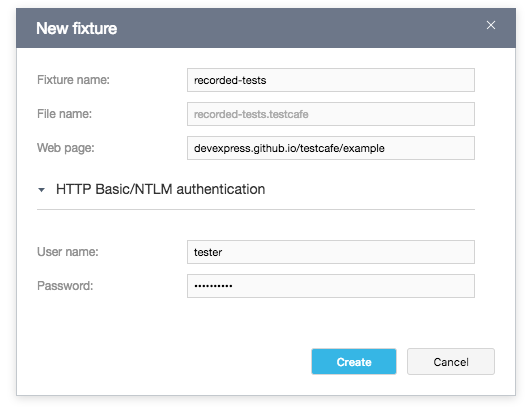 New fixture
Fixture name: recorded-tests
File name: recorded-tests.testcafe
Web page: devexpress.github.io/testcafe/example
HTTP Basic/NTLM authentication
User name: tester
Password: ••••••••••
Create Cancel